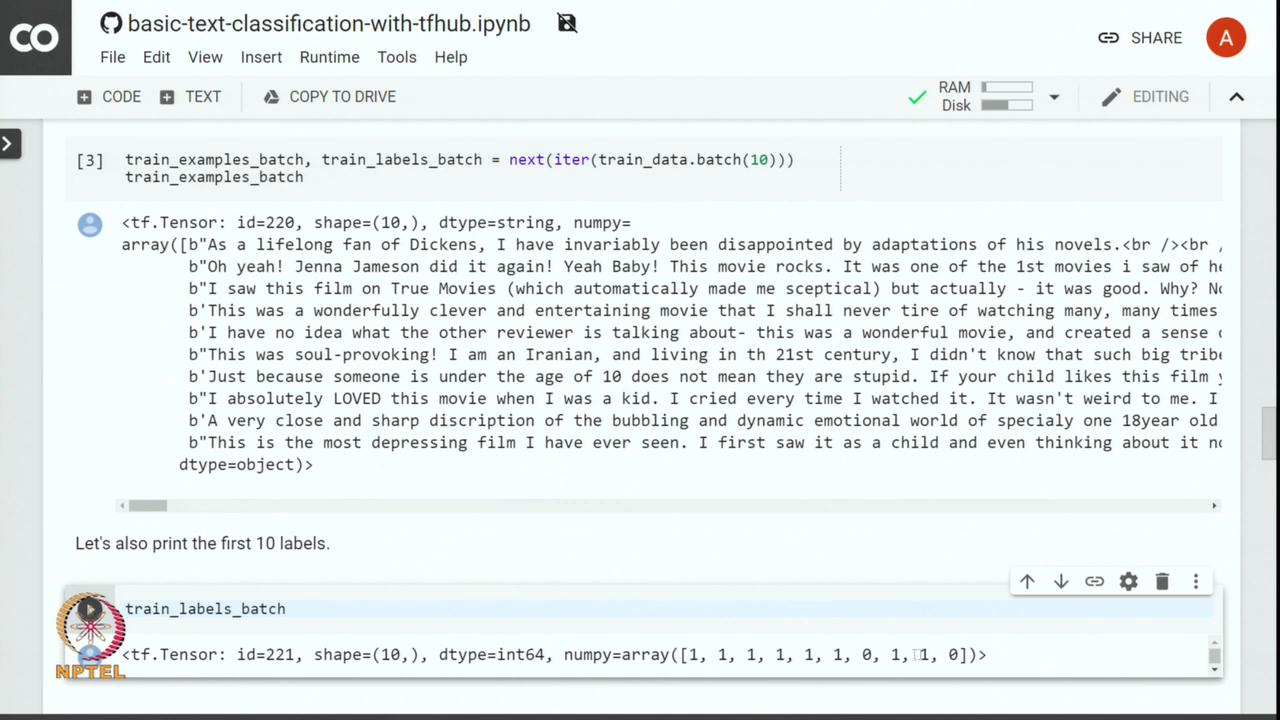 CO
basic-text-classification-with-tfhub.ipynb
File Edit View Insert Runtime Tools Help
SHARE
A
CODE TEXT COPY TO DRIVE
RAM
Disk
EDITING
[3] train_examples_batch, train_labels_batch = next(iter(train_data.batch(10)))
train_examples_batch
<tf.Tensor: id=220, shape=(10,), dtype=string, numpy=
array([b"As a lifelong fan of Dickens, I have invariably been disappointed by adaptations of his novels.<br /><br /
b"Oh yeah! Jenna Jameson did it again! Yeah Baby! This movie rocks. It was one of the 1st movies i saw of he
b"I saw this film on True Movies (which automatically made me sceptical) but actually - it was good. Why? No
b'This was a wonderfully clever and entertaining movie that I shall never tire of watching many, many times
b'I have no idea what the other reviewer is talking about- this was a wonderful movie, and created a sense o
b"This was soul-provoking! I am an Iranian, and living in th 21st century, I didn't know that such big tribe
b'Just because someone is under the age of 10 does not mean they are stupid. If your child likes this film y
b"I absolutely LOVED this movie when I was a kid. I cried every time I watched it. It wasn't weird to me. I
b'A very close and sharp discription of the bubbling and dynamic emotional world of specialy one 18year old
b"This is the most depressing film I have ever seen. I first saw it as a child and even thinking about it no
dtype=object)>
Let's also print the first 10 labels.
train_labels_batch
<tf.Tensor: id=221, shape=(10,), dtype=int64, numpy=array([1, 1, 1, 1, 1, 1, 0, 1, 1, 0])>
NPTEL